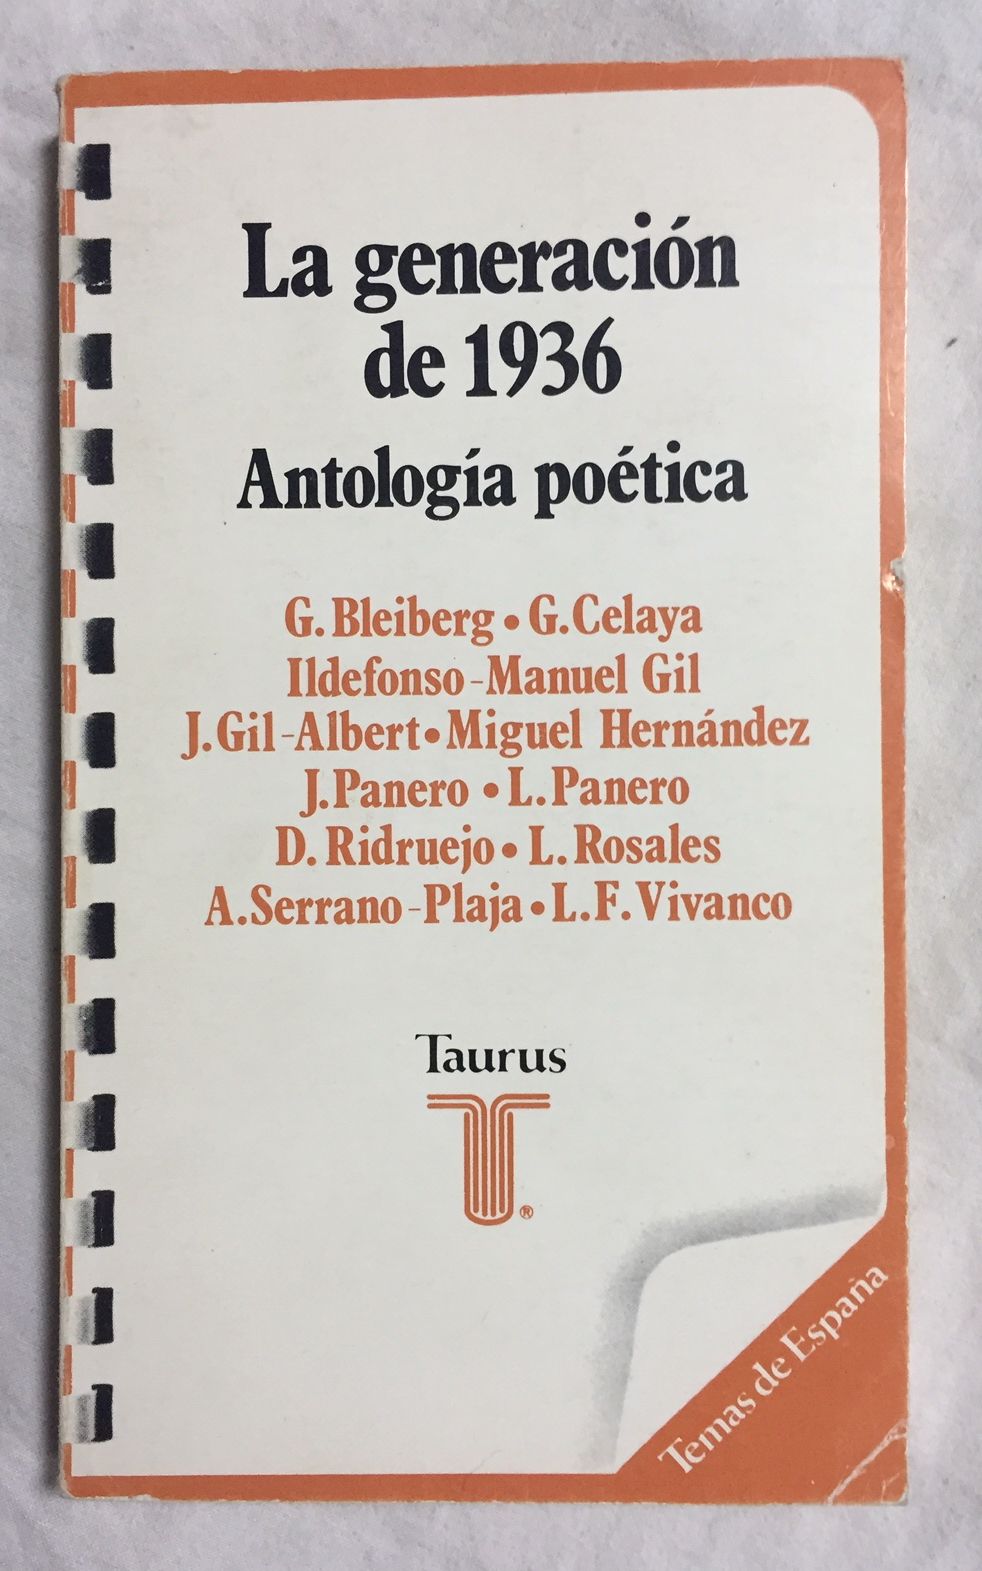 La generación
de 1936
Antología poética
G. Bleiberg • G. Celaya
Ildefonso-Manuel Gil
J. Gil-Albert • Miguel Hernández
J. Panero • L. Panero
D. Ridruejo • L. Rosales
A. Serrano-Plaja • L. F. Vivanco
Taurus
®
Temas de España